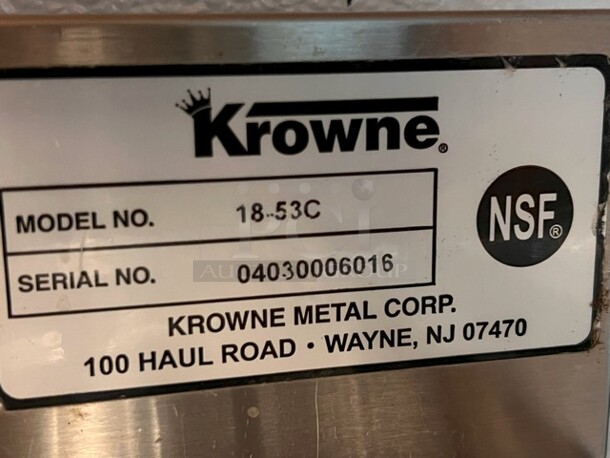 Krowne®
MODEL NO. 18-53C
SERIAL NO. 04030006016
NSF®
KROWNE METAL CORP.
100 HAUL ROAD · WAYNE, NJ 07470